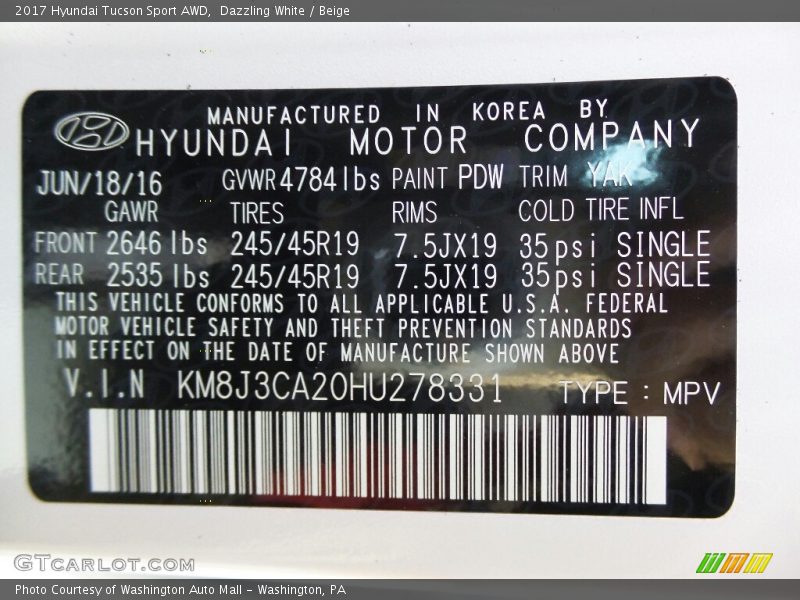 2017 Hyundai Tucson Sport AWD,  Dazzling White / Beige
MANUFACTURED IN KOREA BY
HYUNDAI MOTOR COMPANY
JUN/18/16 GVWR 4784lbs PAINT PDW TRIM YAK
GAWR TIRES RIMS COLD TIRE INFL
FRONT 2646 lbs 245/45R19 7.5JX19 35psi SINGLE
REAR 2535 lbs 245/45R19 7.5JX19 35psi SINGLE
THIS VEHICLE CONFORMS TO ALL APPLICABLE U.S.A. FEDERAL
MOTOR VEHICLE SAFETY AND THEFT PREVENTION STANDARDS
IN EFFECT ON THE DATE OF MANUFACTURE SHOWN ABOVE
V.I.N KM8J3CA20HU278331 TYPE : MPV
GTCARLOT.COM
Photo Courtesy of Washington Auto Mall - Washington, PA